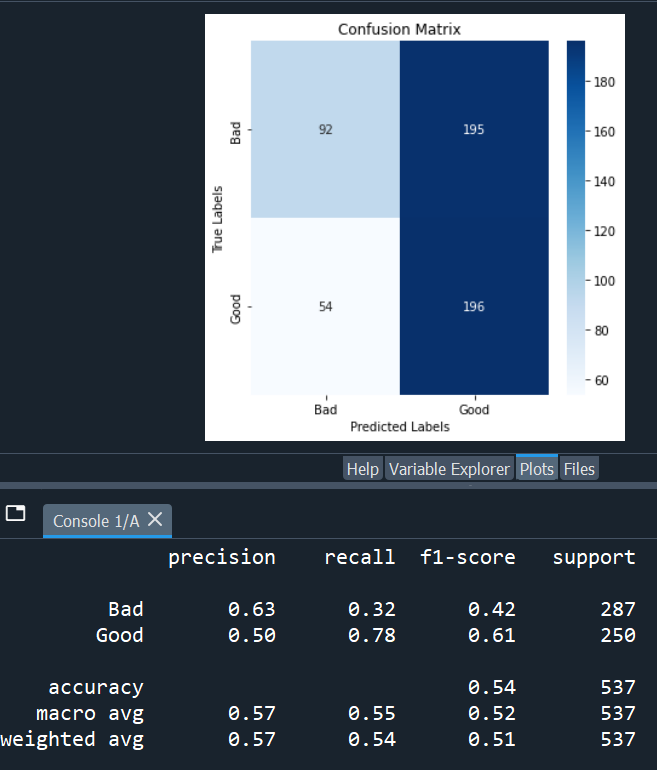 Confusion Matrix
Bad
92
195
180
160
140
True Labels
120
100
Good
54
196
80
60
Bad
Good
Predicted Labels
Help Variable Explorer Plots Files
Console 1/A
precision recall f1-score support
Bad 0.63 0.32 0.42 287
Good 0.50 0.78 0.61 250
accuracy 0.54 537
macro avg 0.57 0.55 0.52 537
weighted avg 0.57 0.54 0.51 537